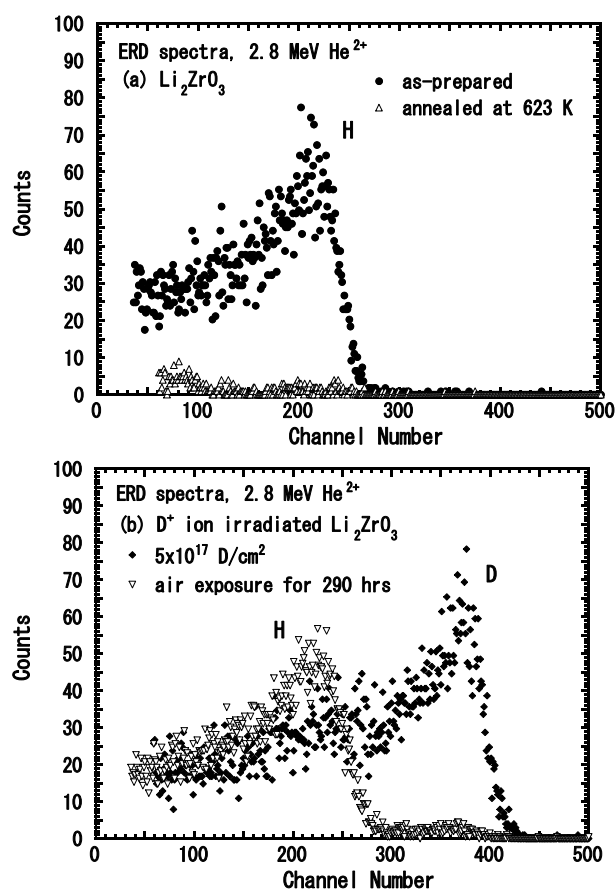 100
90
80
70
60
50
40
30
20
10
0
Counts
ERD spectra, 2.8 MeV He²⁺
(a) Li₂ZrO₃
● as-prepared
△ annealed at 623 K
H
0 100 200 300 400 500
Channel Number
100
90
80
70
60
50
40
30
20
10
0
Counts
ERD spectra, 2.8 MeV He²⁺
(b) D⁺ ion irradiated Li₂ZrO₃
◆ 5x10¹⁷ D/cm²
▽ air exposure for 290 hrs
H
D
0 100 200 300 400 500
Channel Number